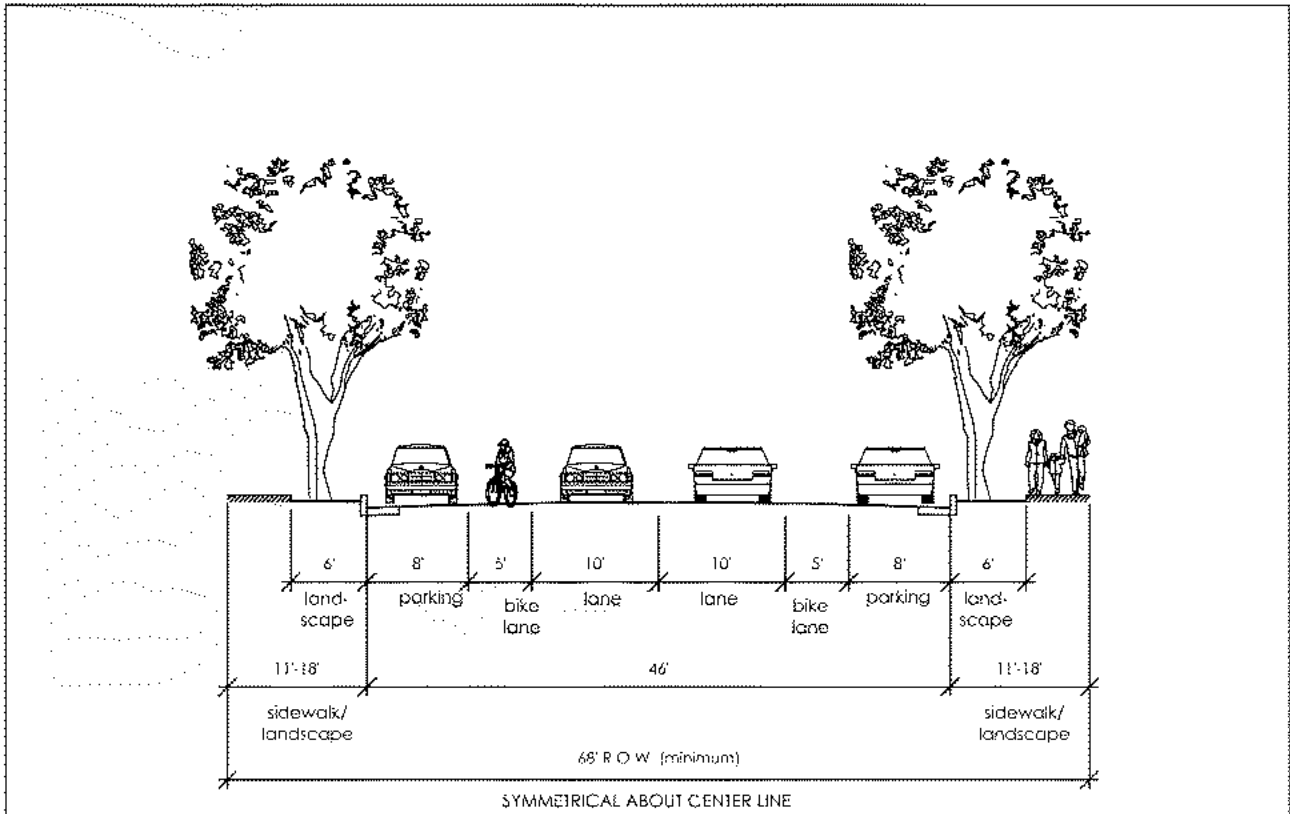 6' 8' 5' 10' 10' 5' 8' 6'
land-
scape
parking
bike
lane
lane
lane
bike
lane
parking
land-
scape
11'-18' 46' 11'-18'
sidewalk/
landscape
sidewalk/
landscape
68' R O W (minimum)
SYMMETRICAL ABOUT CENTER LINE